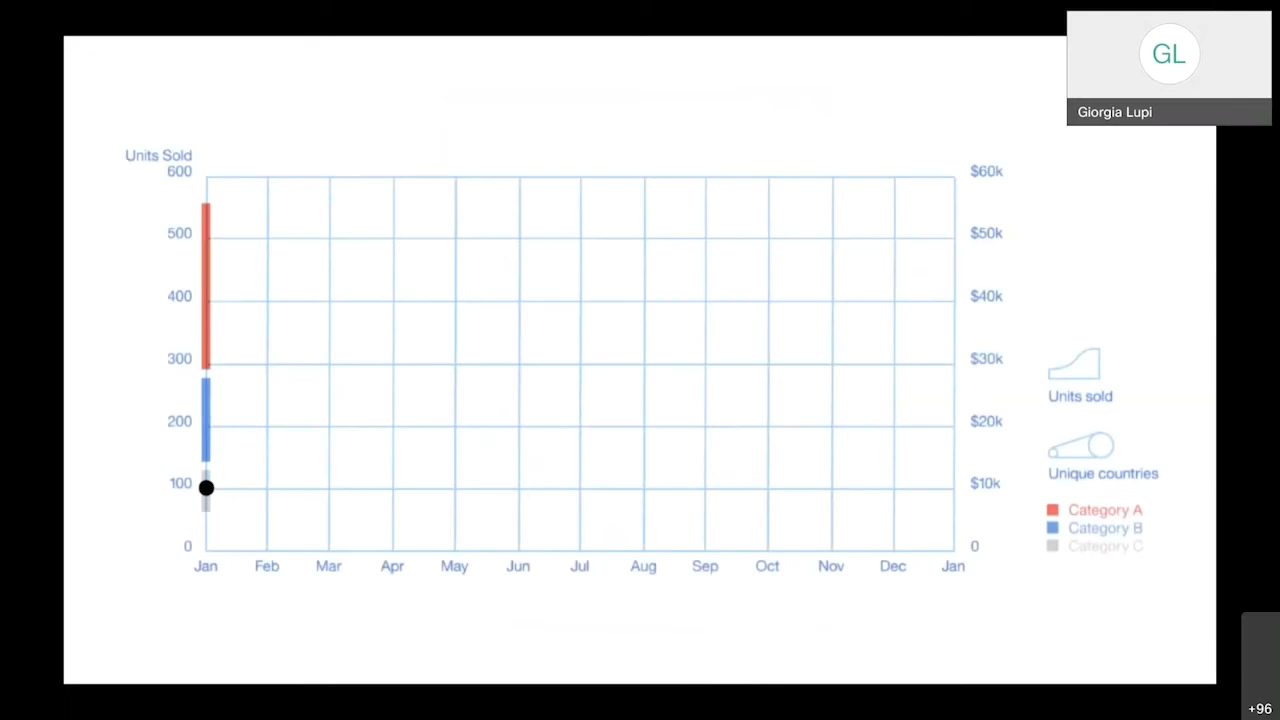 GL
Giorgia Lupi
Units Sold
600
500
400
300
200
100
0
$60k
$50k
$40k
$30k
$20k
$10k
0
Jan Feb Mar Apr May Jun Jul Aug Sep Oct Nov Dec Jan
Units sold
Unique countries
Category A
Category B
Category C
+96